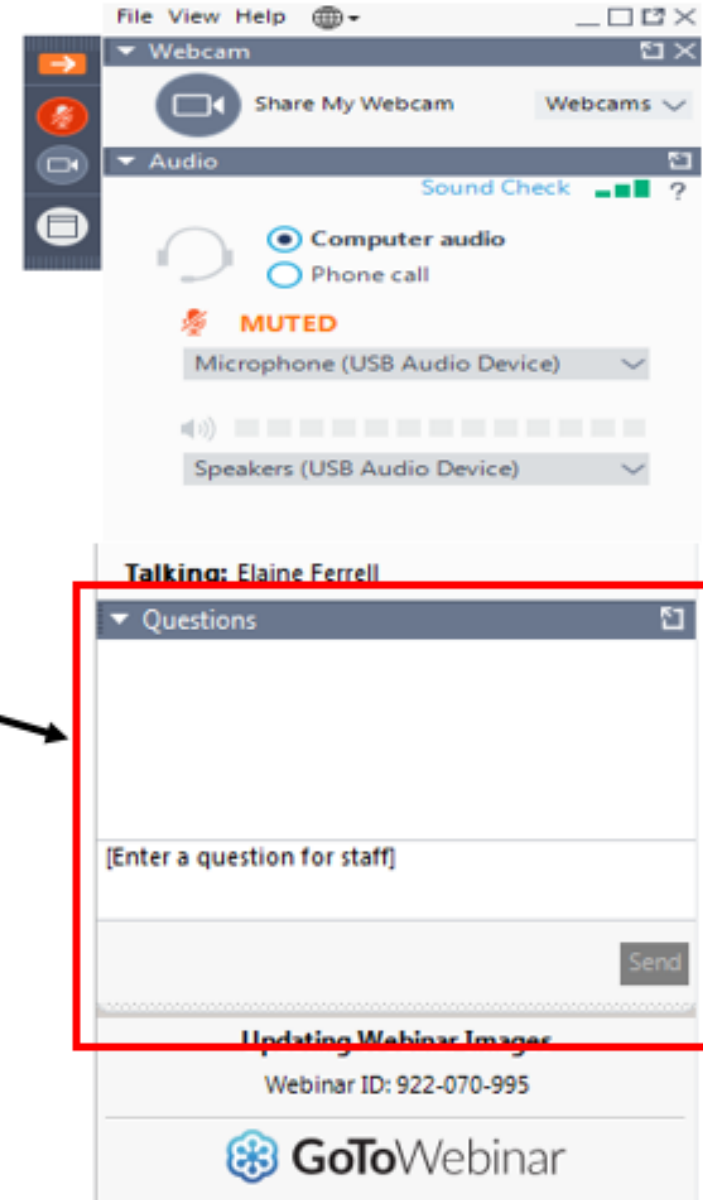 File View Help
Webcam
Share My Webcam Webcams
Audio
Sound Check ?
Computer audio
Phone call
MUTED
Microphone (USB Audio Device)
Speakers (USB Audio Device)
Talking: Elaine Ferrell
Questions
[Enter a question for staff]
Send
Updating Webinar Images
Webinar ID: 922-070-995
GoToWebinar